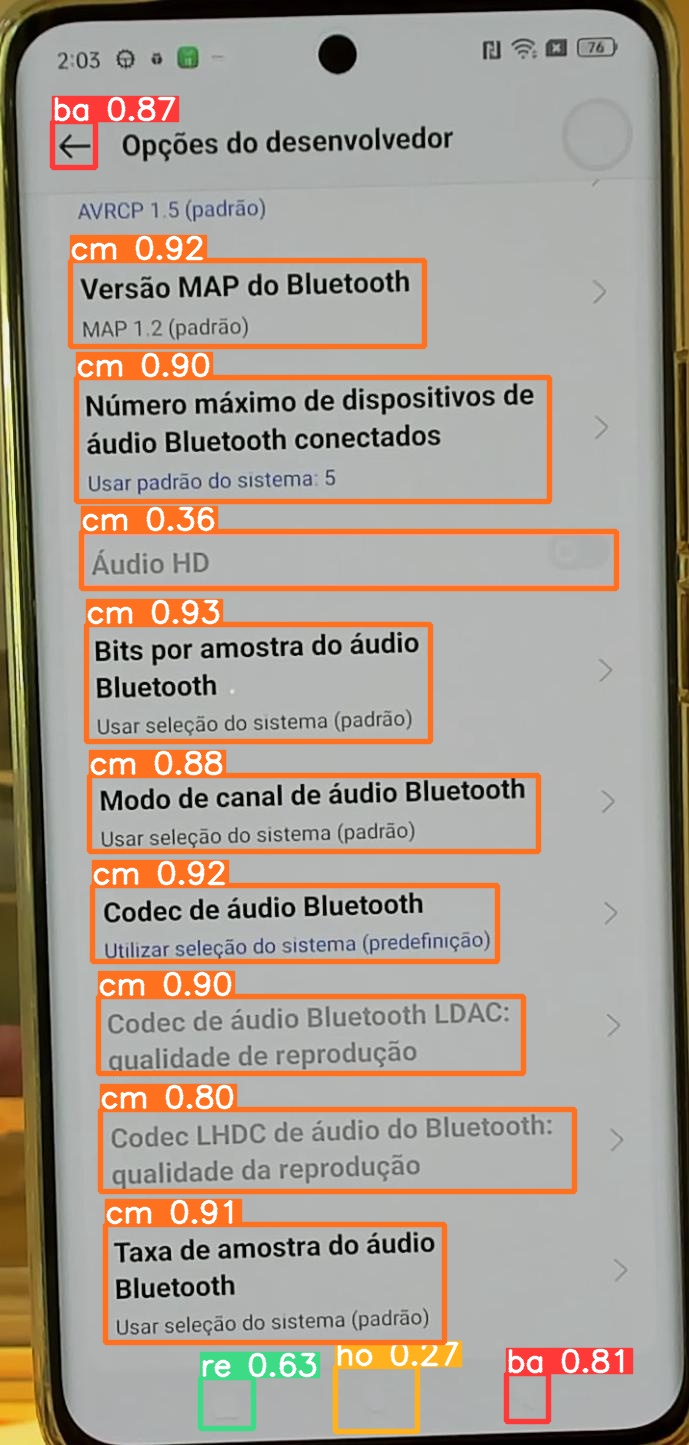 2:03
76
ba 0.87
Opções do desenvolvedor
AVRCP 1.5 (padrão)
cm 0.92
Versão MAP do Bluetooth
MAP 1.2 (padrão)
cm 0.90
Número máximo de dispositivos de
áudio Bluetooth conectados
Usar padrão do sistema: 5
cm 0.36
Áudio HD
cm 0.93
Bits por amostra do áudio
Bluetooth
Usar seleção do sistema (padrão)
cm 0.88
Modo de canal de áudio Bluetooth
Usar seleção do sistema (padrão)
cm 0.92
Codec de áudio Bluetooth
Utilizar seleção do sistema (predefinição)
cm 0.90
Codec de áudio Bluetooth LDAC:
qualidade de reprodução
cm 0.80
Codec LHDC de áudio do Bluetooth:
qualidade da reprodução
cm 0.91
Taxa de amostra do áudio
Bluetooth
Usar seleção do sistema (padrão)
re 0.63
ho 0.27
ba 0.81